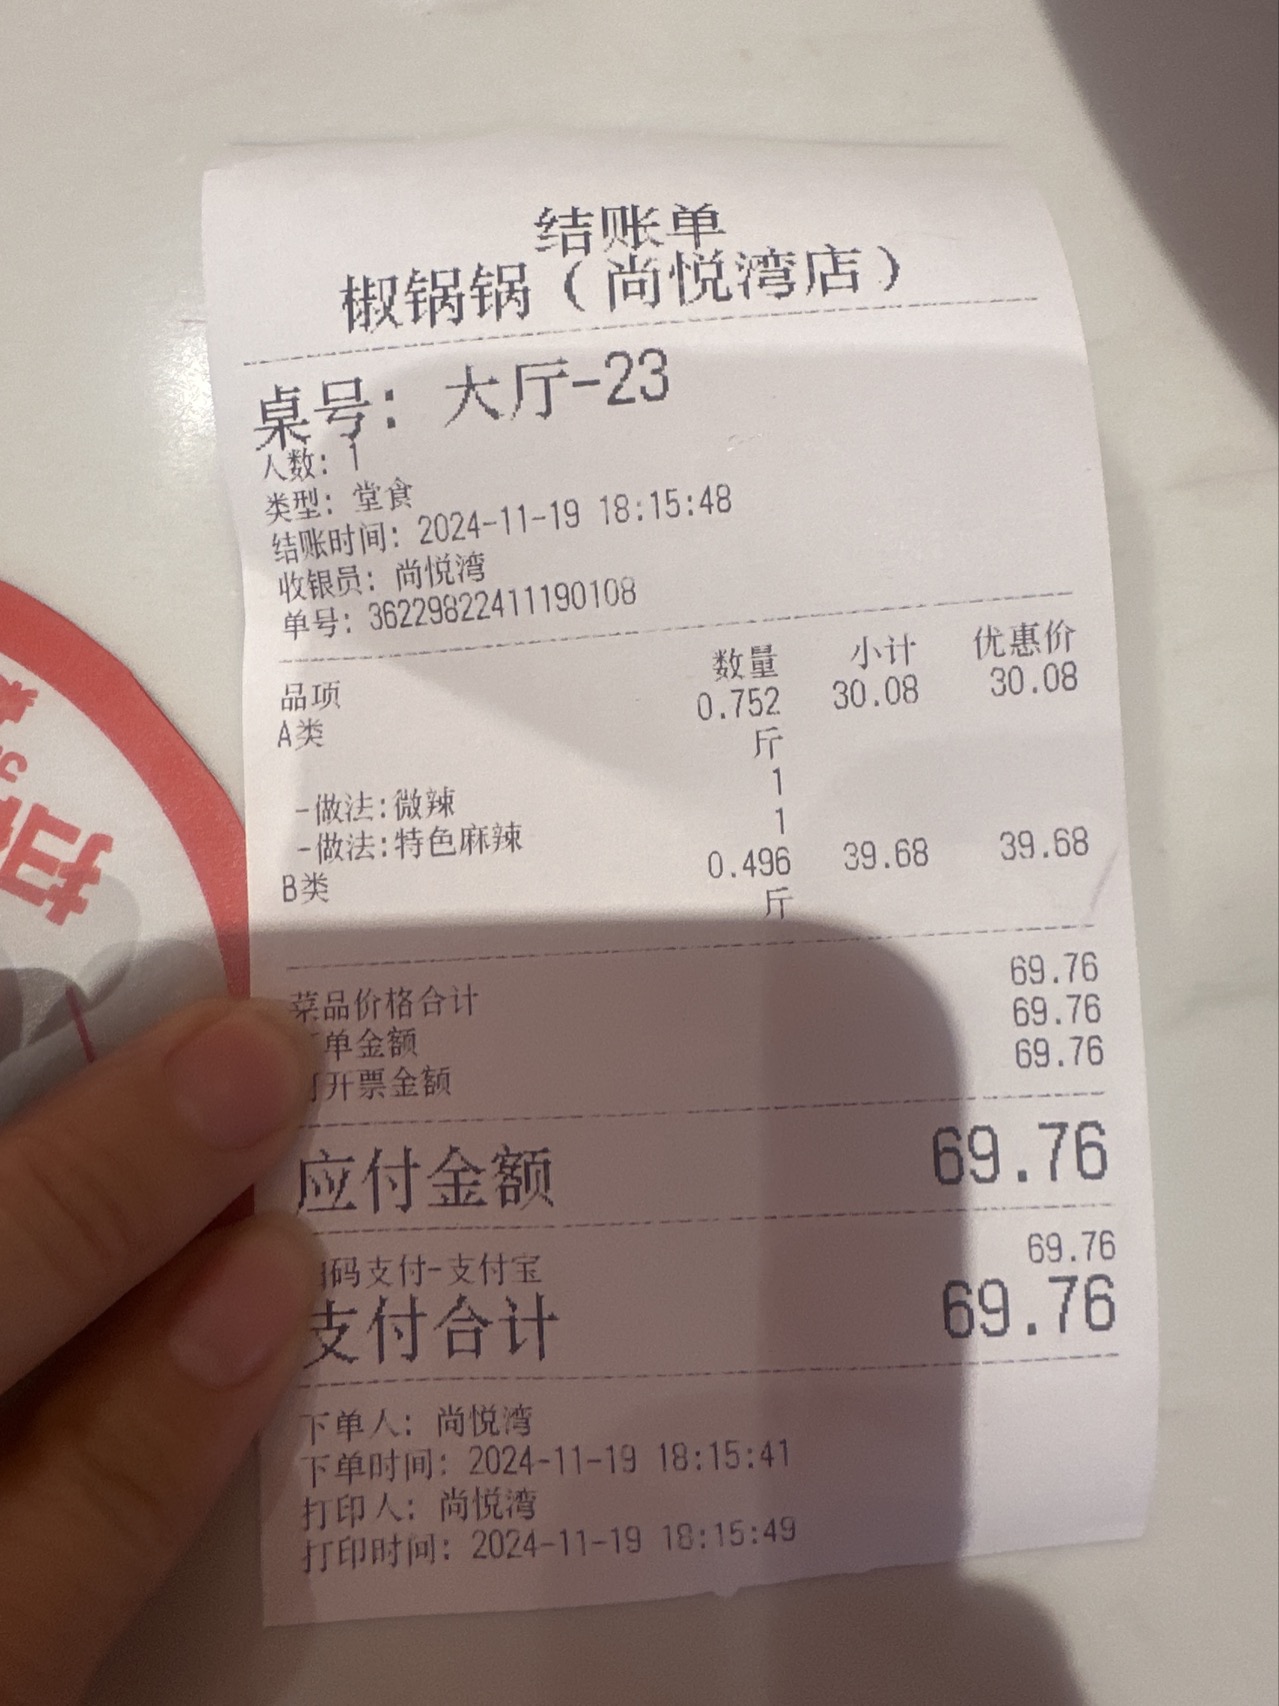 结账单
椒锅锅（尚悦湾店）
桌号： 大厅-23
人数：1
类型：堂食
结账时间：2024-11-19 18:15:48
收银员：尚悦湾
单号：36229822411190108
品项 数量 小计 优惠价
A类 0.752 30.08 30.08
斤
-做法:微辣 1
-做法:特色麻辣 1
B类 0.496 39.68 39.68
斤
菜品价格合计 69.76
单金额 69.76
开票金额 69.76
应付金额 69.76
码支付-支付宝 69.76
支付合计 69.76
下单人：尚悦湾
下单时间：2024-11-19 18:15:41
打印人：尚悦湾
打印时间：2024-11-19 18:15:49
扫